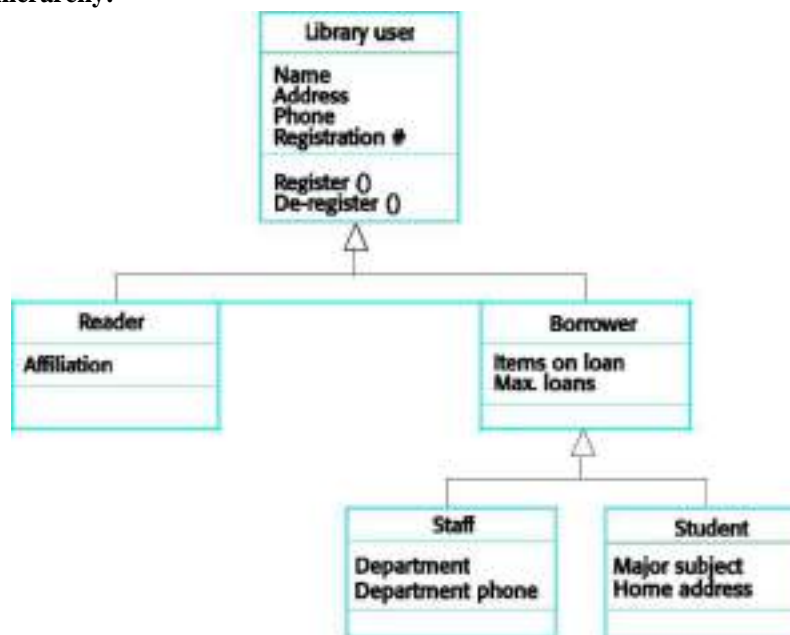 hierarchy:
Library user
Name
Address
Phone
Registration #
Register ()
De-register ()
Reader
Affiliation
Borrower
Items on loan
Max. loans
Staff
Department
Department phone
Student
Major subject
Home address